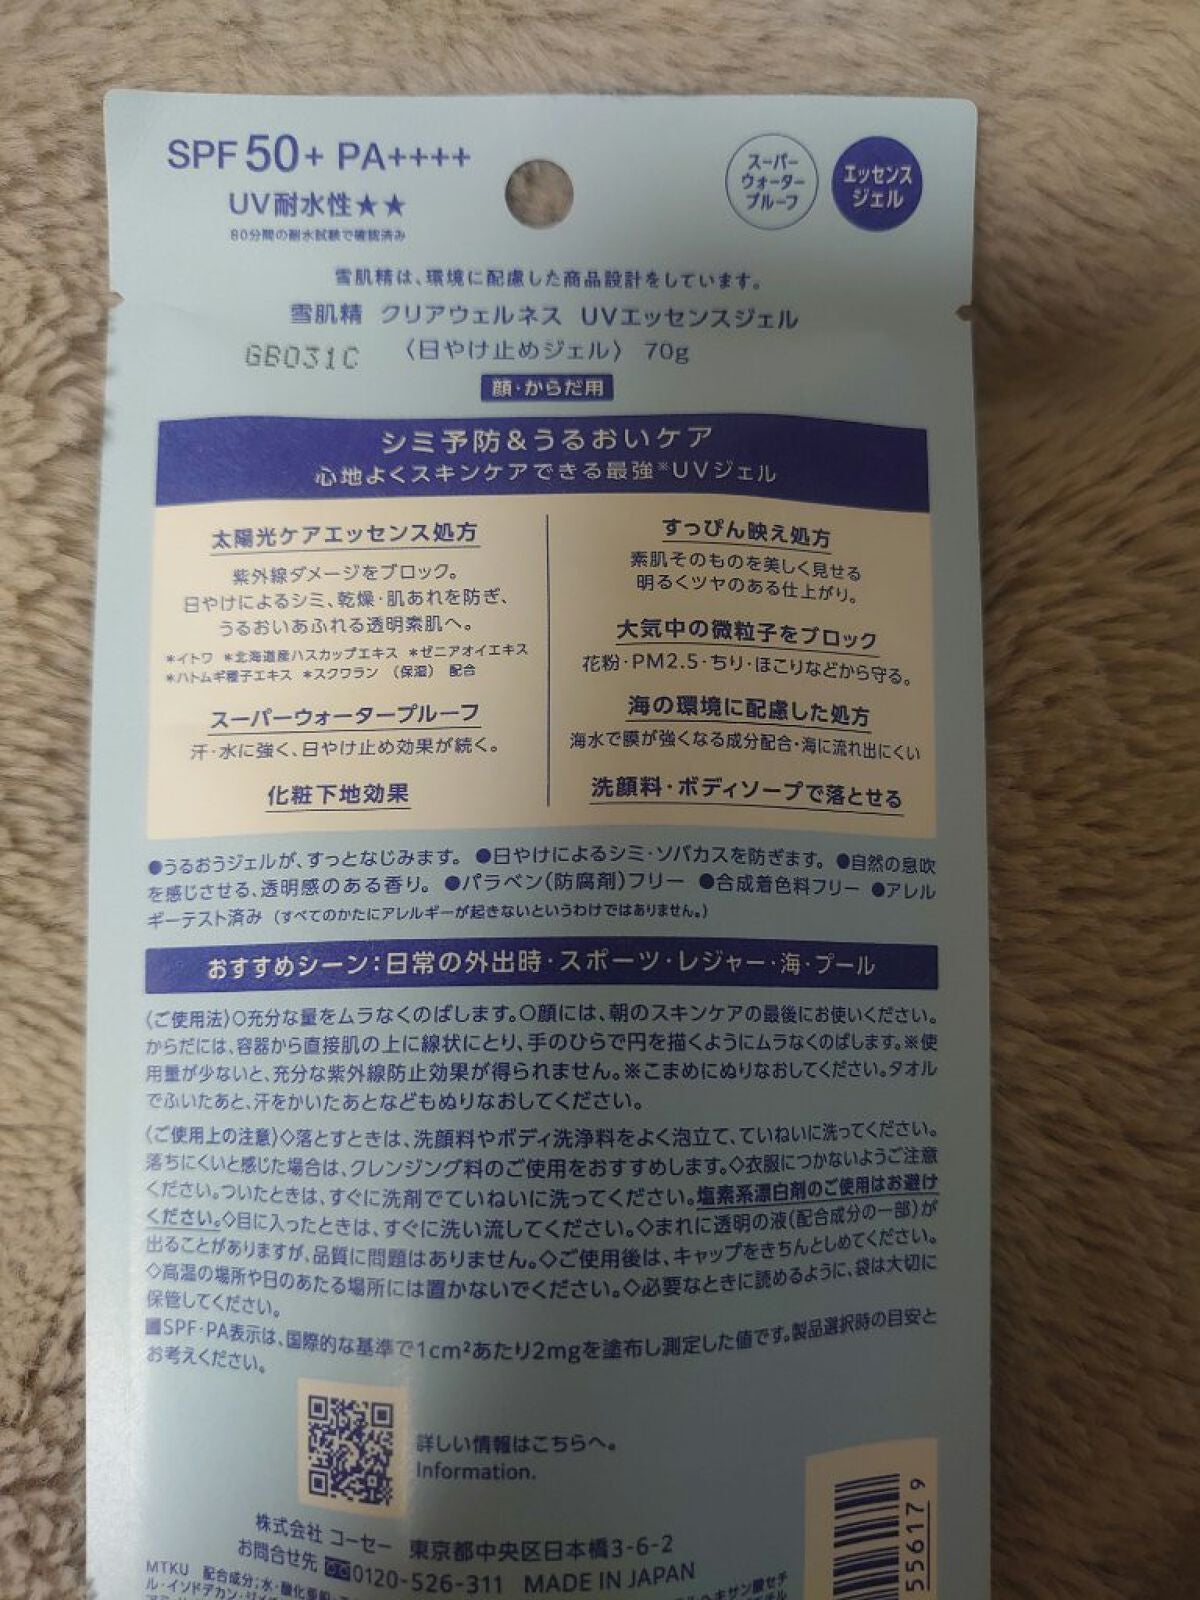 SPF 50+ PA++++
UV耐水性★★
80分間の耐水試験で確認済み
スーパー
ウォーター
プルーフ
エッセンス
ジェル
雪肌精は、環境に配慮した商品設計をしています。
雪肌精 クリアウェルネス UVエッセンスジェル
GB031C 〈日やけ止めジェル〉 70g
顔・からだ用
シミ予防&うるおいケア
心地よくスキンケアできる最強※UVジェル
太陽光ケアエッセンス処方
紫外線ダメージをブロック。
日やけによるシミ、乾燥・肌あれを防ぎ、
うるおいあふれる透明素肌へ。
*イトワ *北海道産ハスカップエキス *ゼニアオイエキス
*ハトムギ種子エキス *スクワラン (保湿) 配合
スーパーウォータープルーフ
汗・水に強く、日やけ止め効果が続く。
化粧下地効果
すっぴん映え処方
素肌そのものを美しく見せる
明るくツヤのある仕上がり。
大気中の微粒子をブロック
花粉・PM2.5・ちり・ほこりなどから守る。
海の環境に配慮した処方
海水で膜が強くなる成分配合・海に流れ出にくい
洗顔料・ボディソープで落とせる
●うるおうジェルが、すっとなじみます。 ●日やけによるシミ・ソバカスを防ぎます。 ●自然の息吹
を感じさせる、透明感のある香り。 ●パラベン(防腐剤)フリー ●合成着色料フリー ●アレル
ギーテスト済み (すべてのかたにアレルギーが起きないというわけではありません。)
おすすめシーン:日常の外出時・スポーツ・レジャー・海・プール
〈ご使用法〉○充分な量をムラなくのばします。○顔には、朝のスキンケアの最後にお使いください。
からだには、容器から直接肌の上に線状にとり、手のひらで円を描くようにムラなくのばします。※使
用量が少ないと、充分な紫外線防止効果が得られません。※こまめにぬりなおしてください。タオル
でふいたあと、汗をかいたあとなどもぬりなおしてください。
〈ご使用上の注意〉◇落とすときは、洗顔料やボディ洗浄料をよく泡立て、ていねいに洗ってください。
落ちにくいと感じた場合は、クレンジング料のご使用をおすすめします。◇衣服につかないようご注意
ください。ついたときは、すぐに洗剤でていねいに洗ってください。塩素系漂白剤のご使用はお避け
ください。◇目に入ったときは、すぐに洗い流してください。◇まれに透明の液(配合成分の一部)が
出ることがありますが、品質に問題はありません。◇ご使用後は、キャップをきちんとしめてください。
◇高温の場所や日のあたる場所には置かないでください。◇必要なときに読めるように、袋は大切に
保管してください。
■SPF・PA表示は、国際的な基準で1cm²あたり2mgを塗布し測定した値です。製品選択時の目安と
お考えください。
詳しい情報はこちらへ。
Information.
株式会社 コーセー 東京都中央区日本橋3-6-2
お問合せ先 0120-526-311 MADE IN JAPAN
MTKU 配合成分:水・酸化亜鉛・
ル・イソドデカン・
55617 9